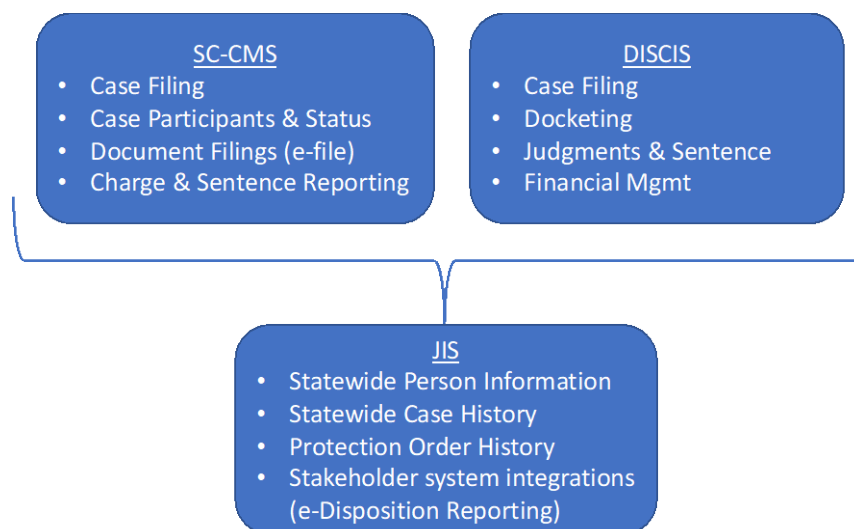 SC-CMS
• Case Filing
• Case Participants & Status
• Document Filings (e-file)
• Charge & Sentence Reporting
DISCIS
• Case Filing
• Docketing
• Judgments & Sentence
• Financial Mgmt
JIS
• Statewide Person Information
• Statewide Case History
• Protection Order History
• Stakeholder system integrations
(e-Disposition Reporting)